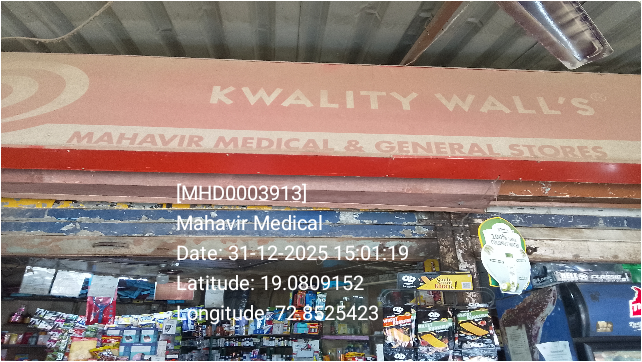 KWALITY WALL'S
MAHAVIR MEDICAL & GENERAL STORES
[MHD0003913]
Mahavir Medical
Date: 31-12-2025 15:01:19
Latitude: 19.0809152
Longitude: 72.8525423